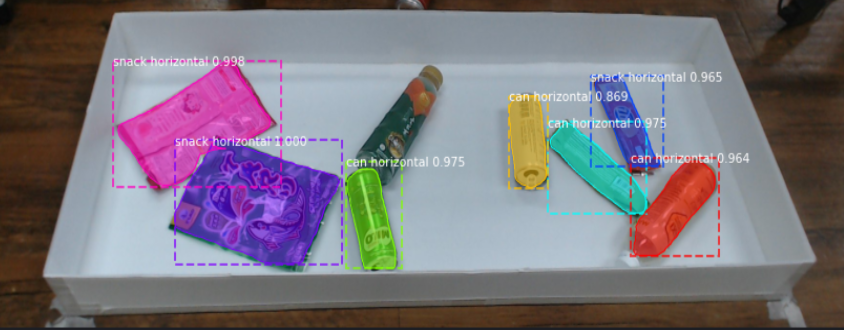 snack horizontal 0.998
snack horizontal 1.000
can horizontal 0.975
can horizontal 0.869
snack horizontal 0.965
can horizontal 0.975
can horizontal 0.964
MILO